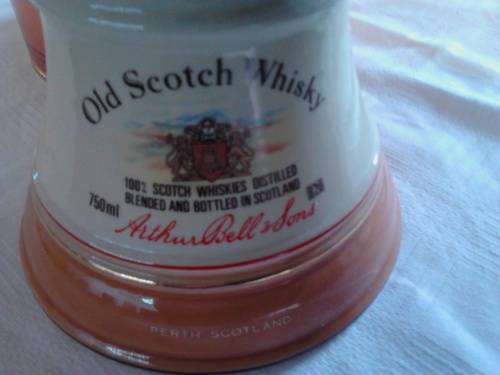 Old Scotch Whisky
100% SCOTCH WHISKIES DISTILLED
BLENDED AND BOTTLED IN SCOTLAND
750ml
Arthur Bell & Sons
PERTH SCOTLAND